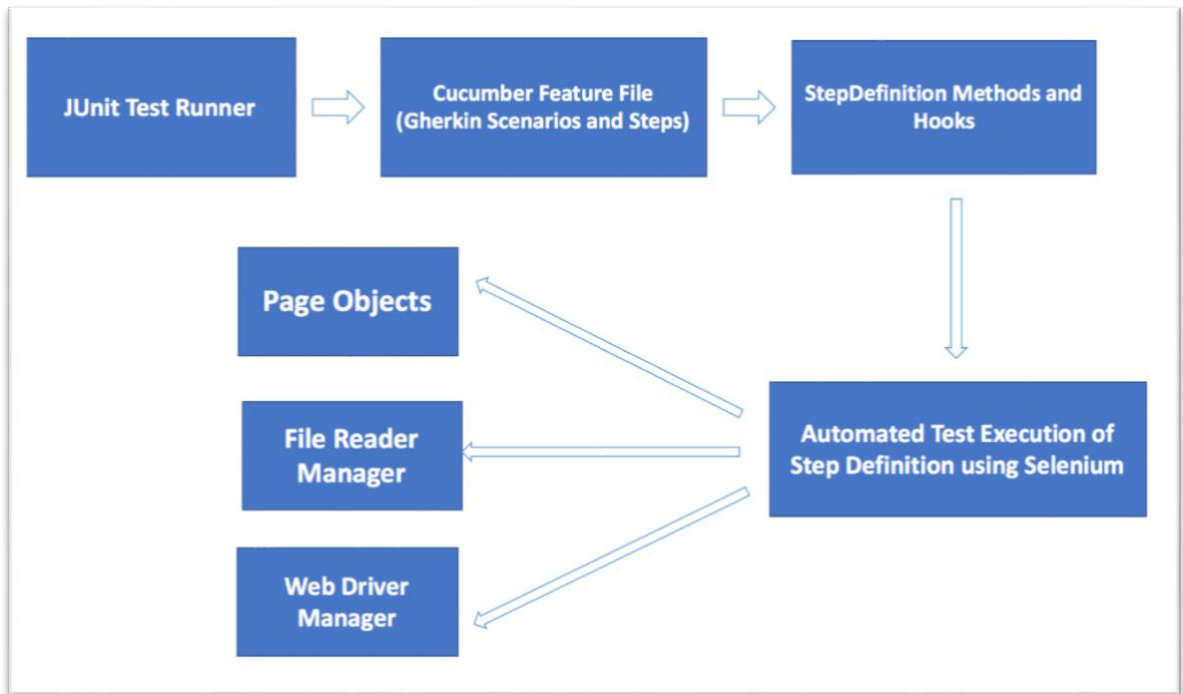 JUnit Test Runner
Cucumber Feature File
(Gherkin Scenarios and Steps)
StepDefinition Methods and
Hooks
Page Objects
File Reader
Manager
Automated Test Execution of
Step Definition using Selenium
Web Driver
Manager